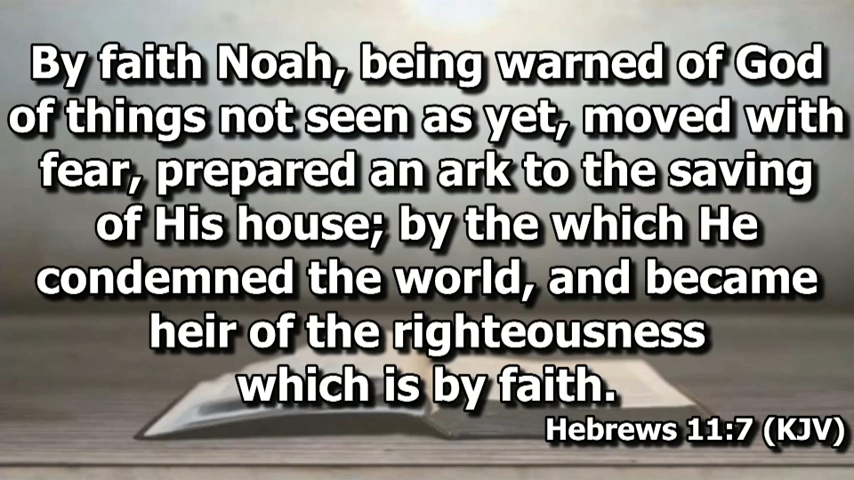 By faith Noah, being warned of God
of things not seen as yet, moved with
fear, prepared an ark to the saving
of His house; by the which He
condemned the world, and became
heir of the righteousness
which is by faith.
Hebrews 11:7 (KJV)